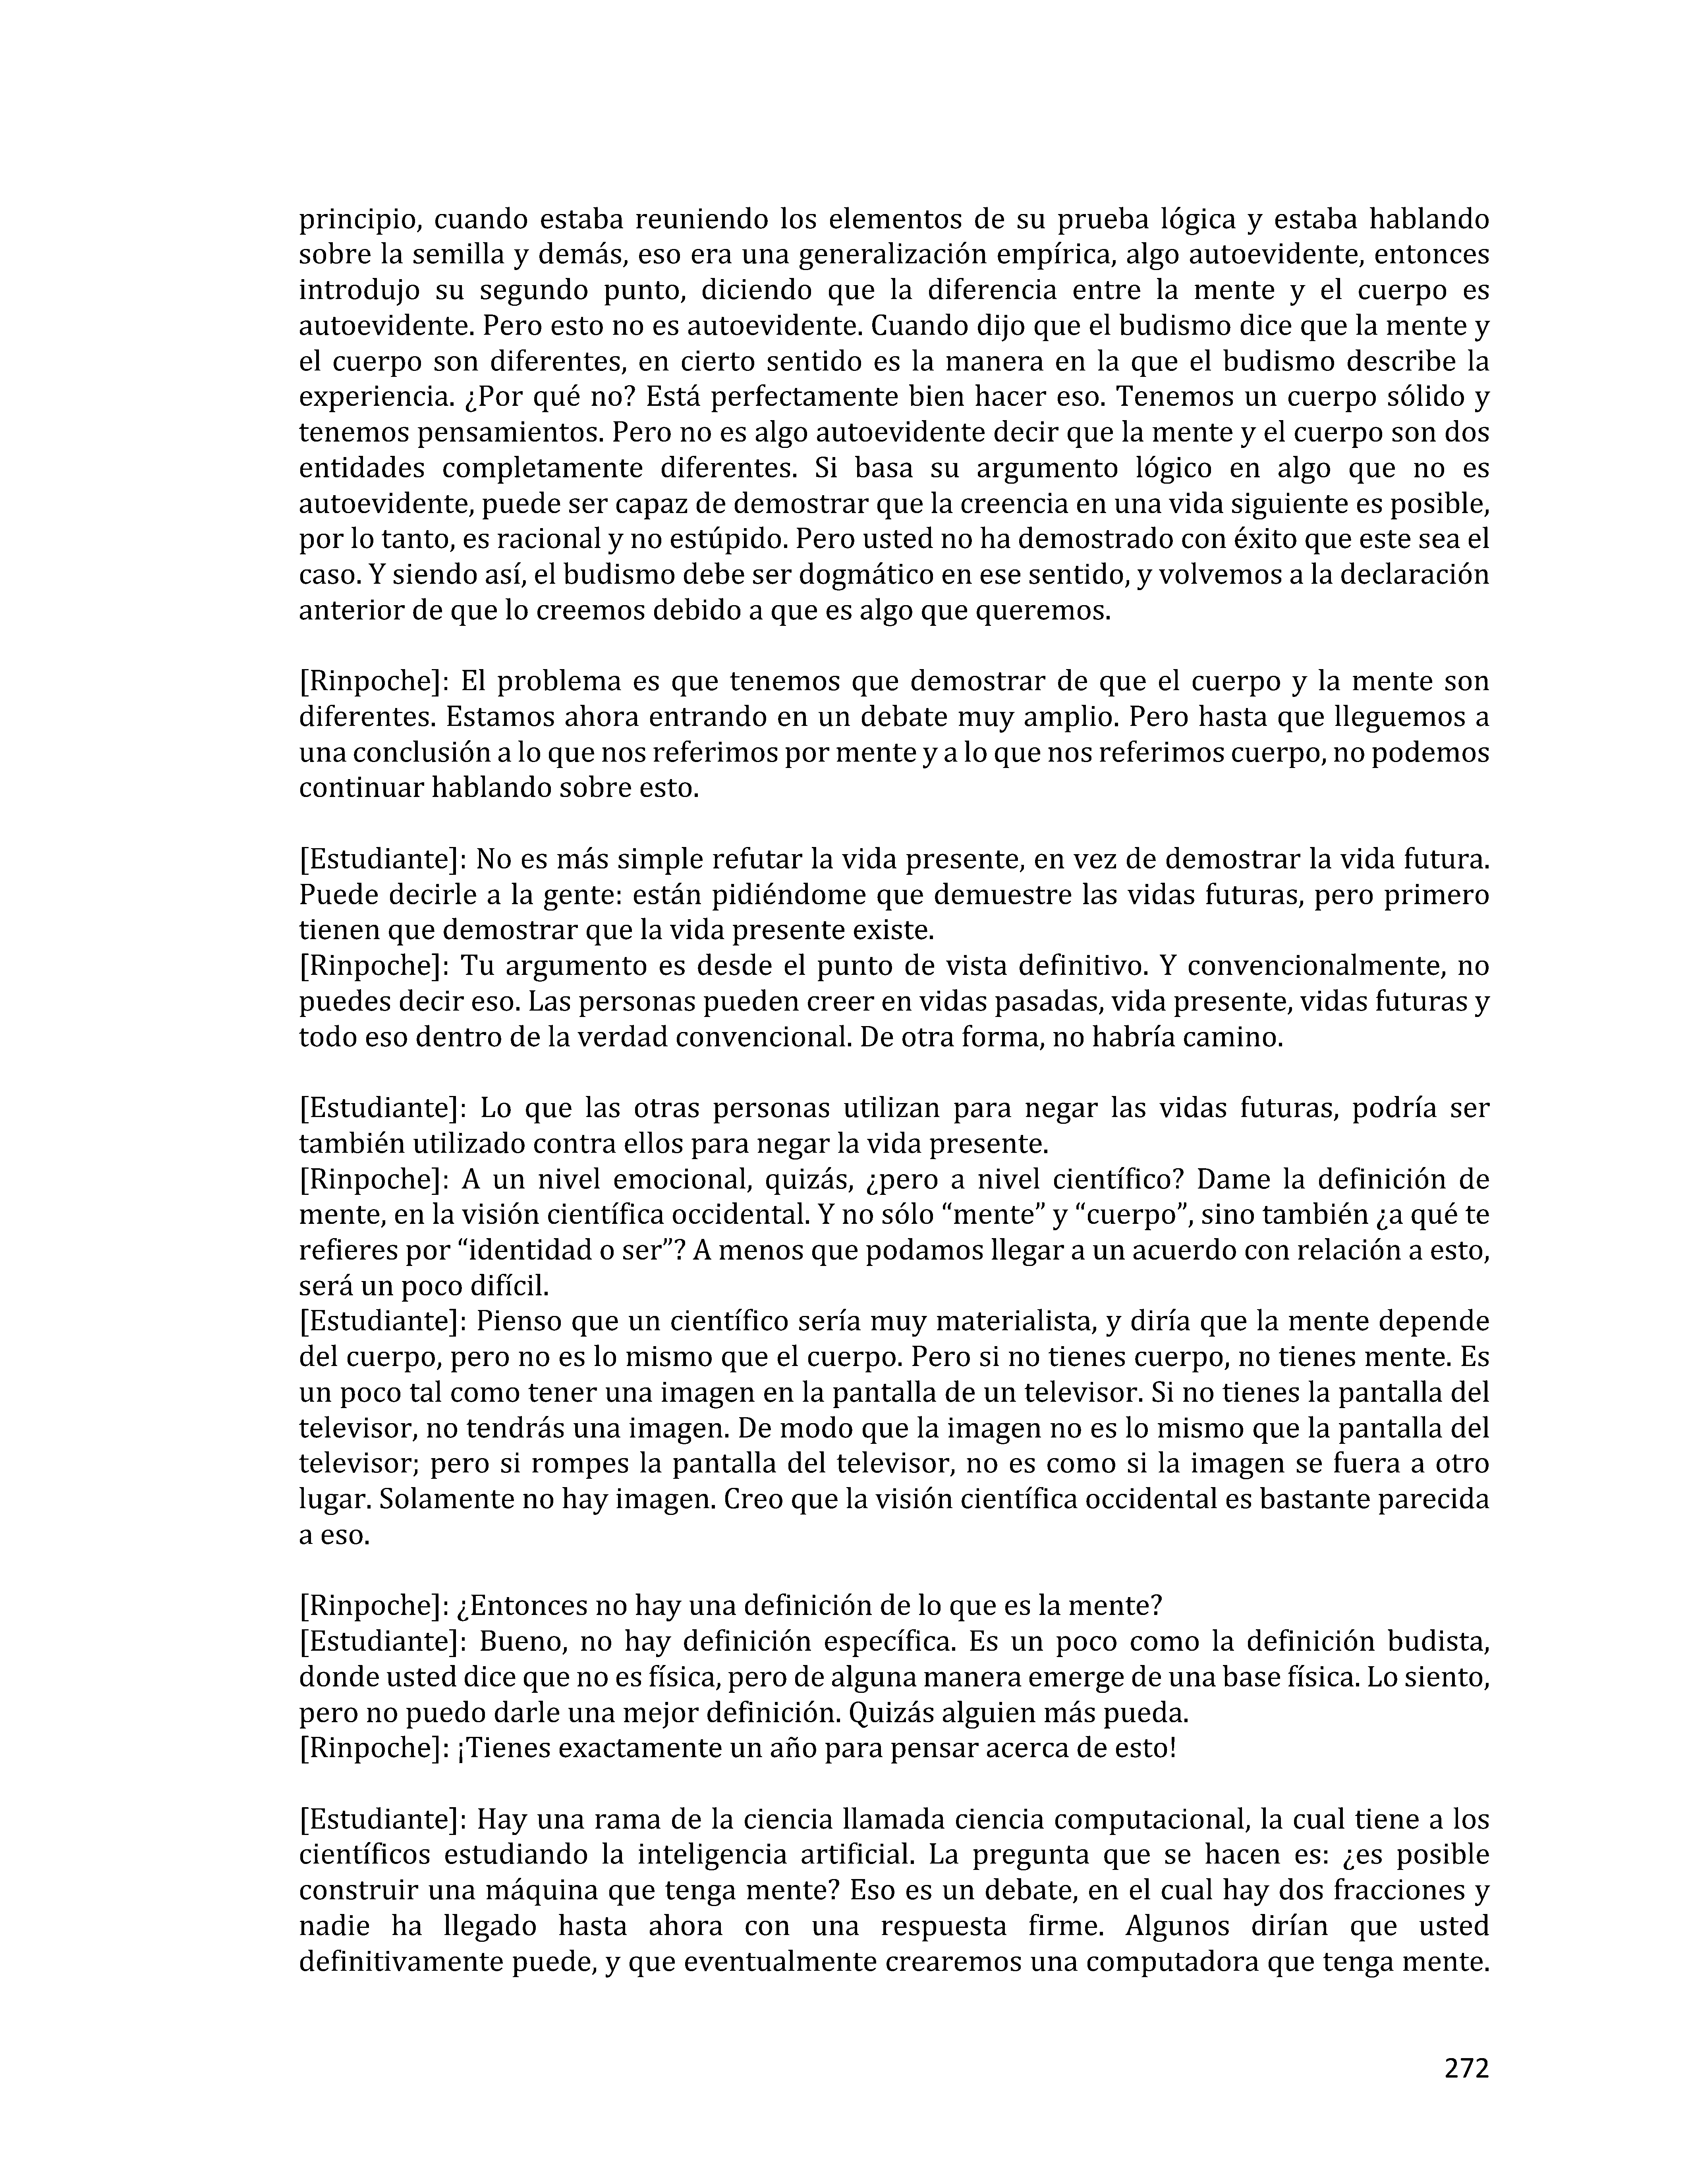 principio, cuando estaba reuniendo los elementos de su prueba lógica y estaba hablando
sobre la semilla y demás, eso era una generalización empírica, algo autoevidente, entonces
introdujo su segundo punto, diciendo que la diferencia entre la mente y el cuerpo es
autoevidente. Pero esto no es autoevidente. Cuando dijo que el budismo dice que la mente y
el cuerpo son diferentes, en cierto sentido es la manera en la que el budismo describe la
experiencia. ¿Por qué no? Está perfectamente bien hacer eso. Tenemos un cuerpo sólido y
tenemos pensamientos. Pero no es algo autoevidente decir que la mente y el cuerpo son dos
entidades completamente diferentes. Si basa su argumento lógico en algo que no es
autoevidente, puede ser capaz de demostrar que la creencia en una vida siguiente es posible,
por lo tanto, es racional y no estúpido. Pero usted no ha demostrado con éxito que este sea el
caso. Y siendo así, el budismo debe ser dogmático en ese sentido, y volvemos a la declaración
anterior de que lo creemos debido a que es algo que queremos.

[Rinpoche]: El problema es que tenemos que demostrar de que el cuerpo y la mente son
diferentes. Estamos ahora entrando en un debate muy amplio. Pero hasta que lleguemos a
una conclusión a lo que nos referimos por mente y a lo que nos referimos cuerpo, no podemos
continuar hablando sobre esto.

[Estudiante]: No es más simple refutar la vida presente, en vez de demostrar la vida futura.
Puede decirle a la gente: están pidiéndome que demuestre las vidas futuras, pero primero
tienen que demostrar que la vida presente existe.
[Rinpoche]: Tu argumento es desde el punto de vista definitivo. Y convencionalmente, no
puedes decir eso. Las personas pueden creer en vidas pasadas, vida presente, vidas futuras y
todo eso dentro de la verdad convencional. De otra forma, no habría camino.

[Estudiante]: Lo que las otras personas utilizan para negar las vidas futuras, podría ser
también utilizado contra ellos para negar la vida presente.
[Rinpoche]: A un nivel emocional, quizás, ¿pero a nivel científico? Dame la definición de
mente, en la visión científica occidental. Y no sólo “mente” y “cuerpo”, sino también ¿a qué te
refieres por “identidad o ser”? A menos que podamos llegar a un acuerdo con relación a esto,
será un poco difícil.
[Estudiante]: Pienso que un científico sería muy materialista, y diría que la mente depende
del cuerpo, pero no es lo mismo que el cuerpo. Pero si no tienes cuerpo, no tienes mente. Es
un poco tal como tener una imagen en la pantalla de un televisor. Si no tienes la pantalla del
televisor, no tendrás una imagen. De modo que la imagen no es lo mismo que la pantalla del
televisor; pero si rompes la pantalla del televisor, no es como si la imagen se fuera a otro
lugar. Solamente no hay imagen. Creo que la visión científica occidental es bastante parecida
a eso.

[Rinpoche]: ¿Entonces no hay una definición de lo que es la mente?
[Estudiante]: Bueno, no hay definición específica. Es un poco como la definición budista,
donde usted dice que no es física, pero de alguna manera emerge de una base física. Lo siento,
pero no puedo darle una mejor definición. Quizás alguien más pueda.
[Rinpoche]: ¡Tienes exactamente un año para pensar acerca de esto!

[Estudiante]: Hay una rama de la ciencia llamada ciencia computacional, la cual tiene a los
científicos estudiando la inteligencia artificial. La pregunta que se hacen es: ¿es posible
construir una máquina que tenga mente? Eso es un debate, en el cual hay dos fracciones y
nadie ha llegado hasta ahora con una respuesta firme. Algunos dirían que usted
definitivamente puede, y que eventualmente crearemos una computadora que tenga mente.

272